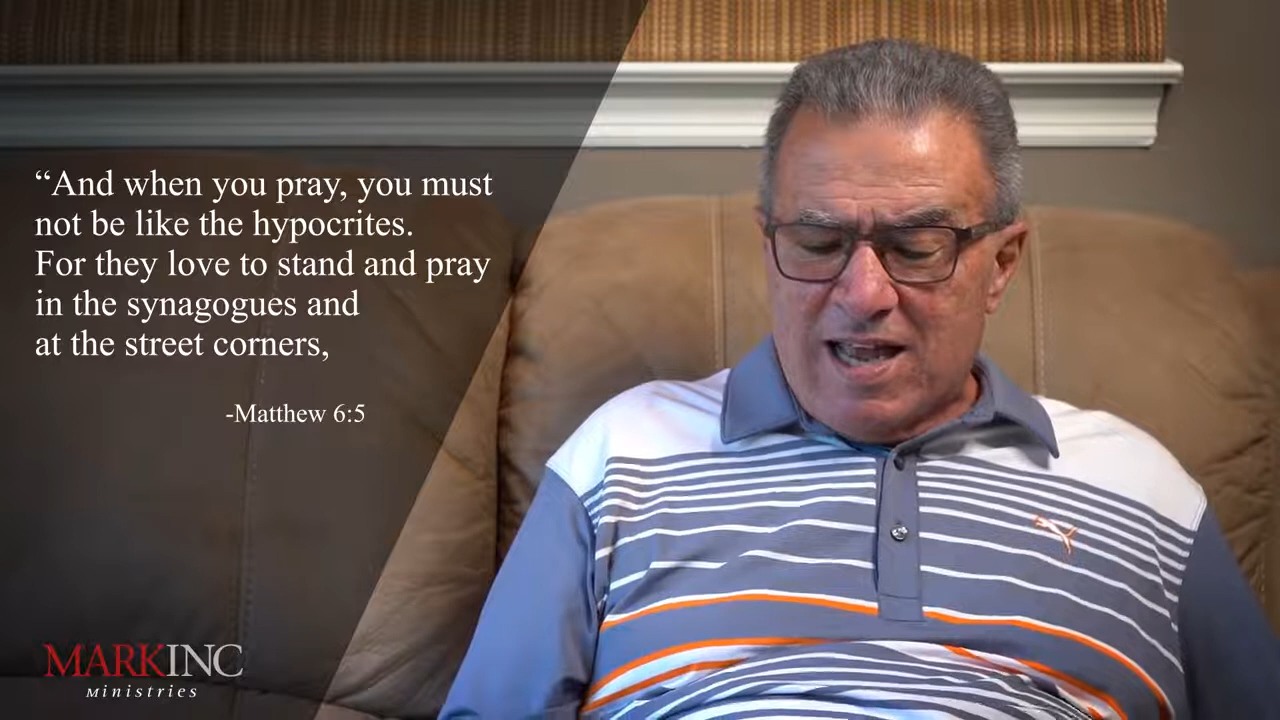 “And when you pray, you must
not be like the hypocrites.
For they love to stand and pray
in the synagogues and
at the street corners,
-Matthew 6:5
MARKINC
ministries